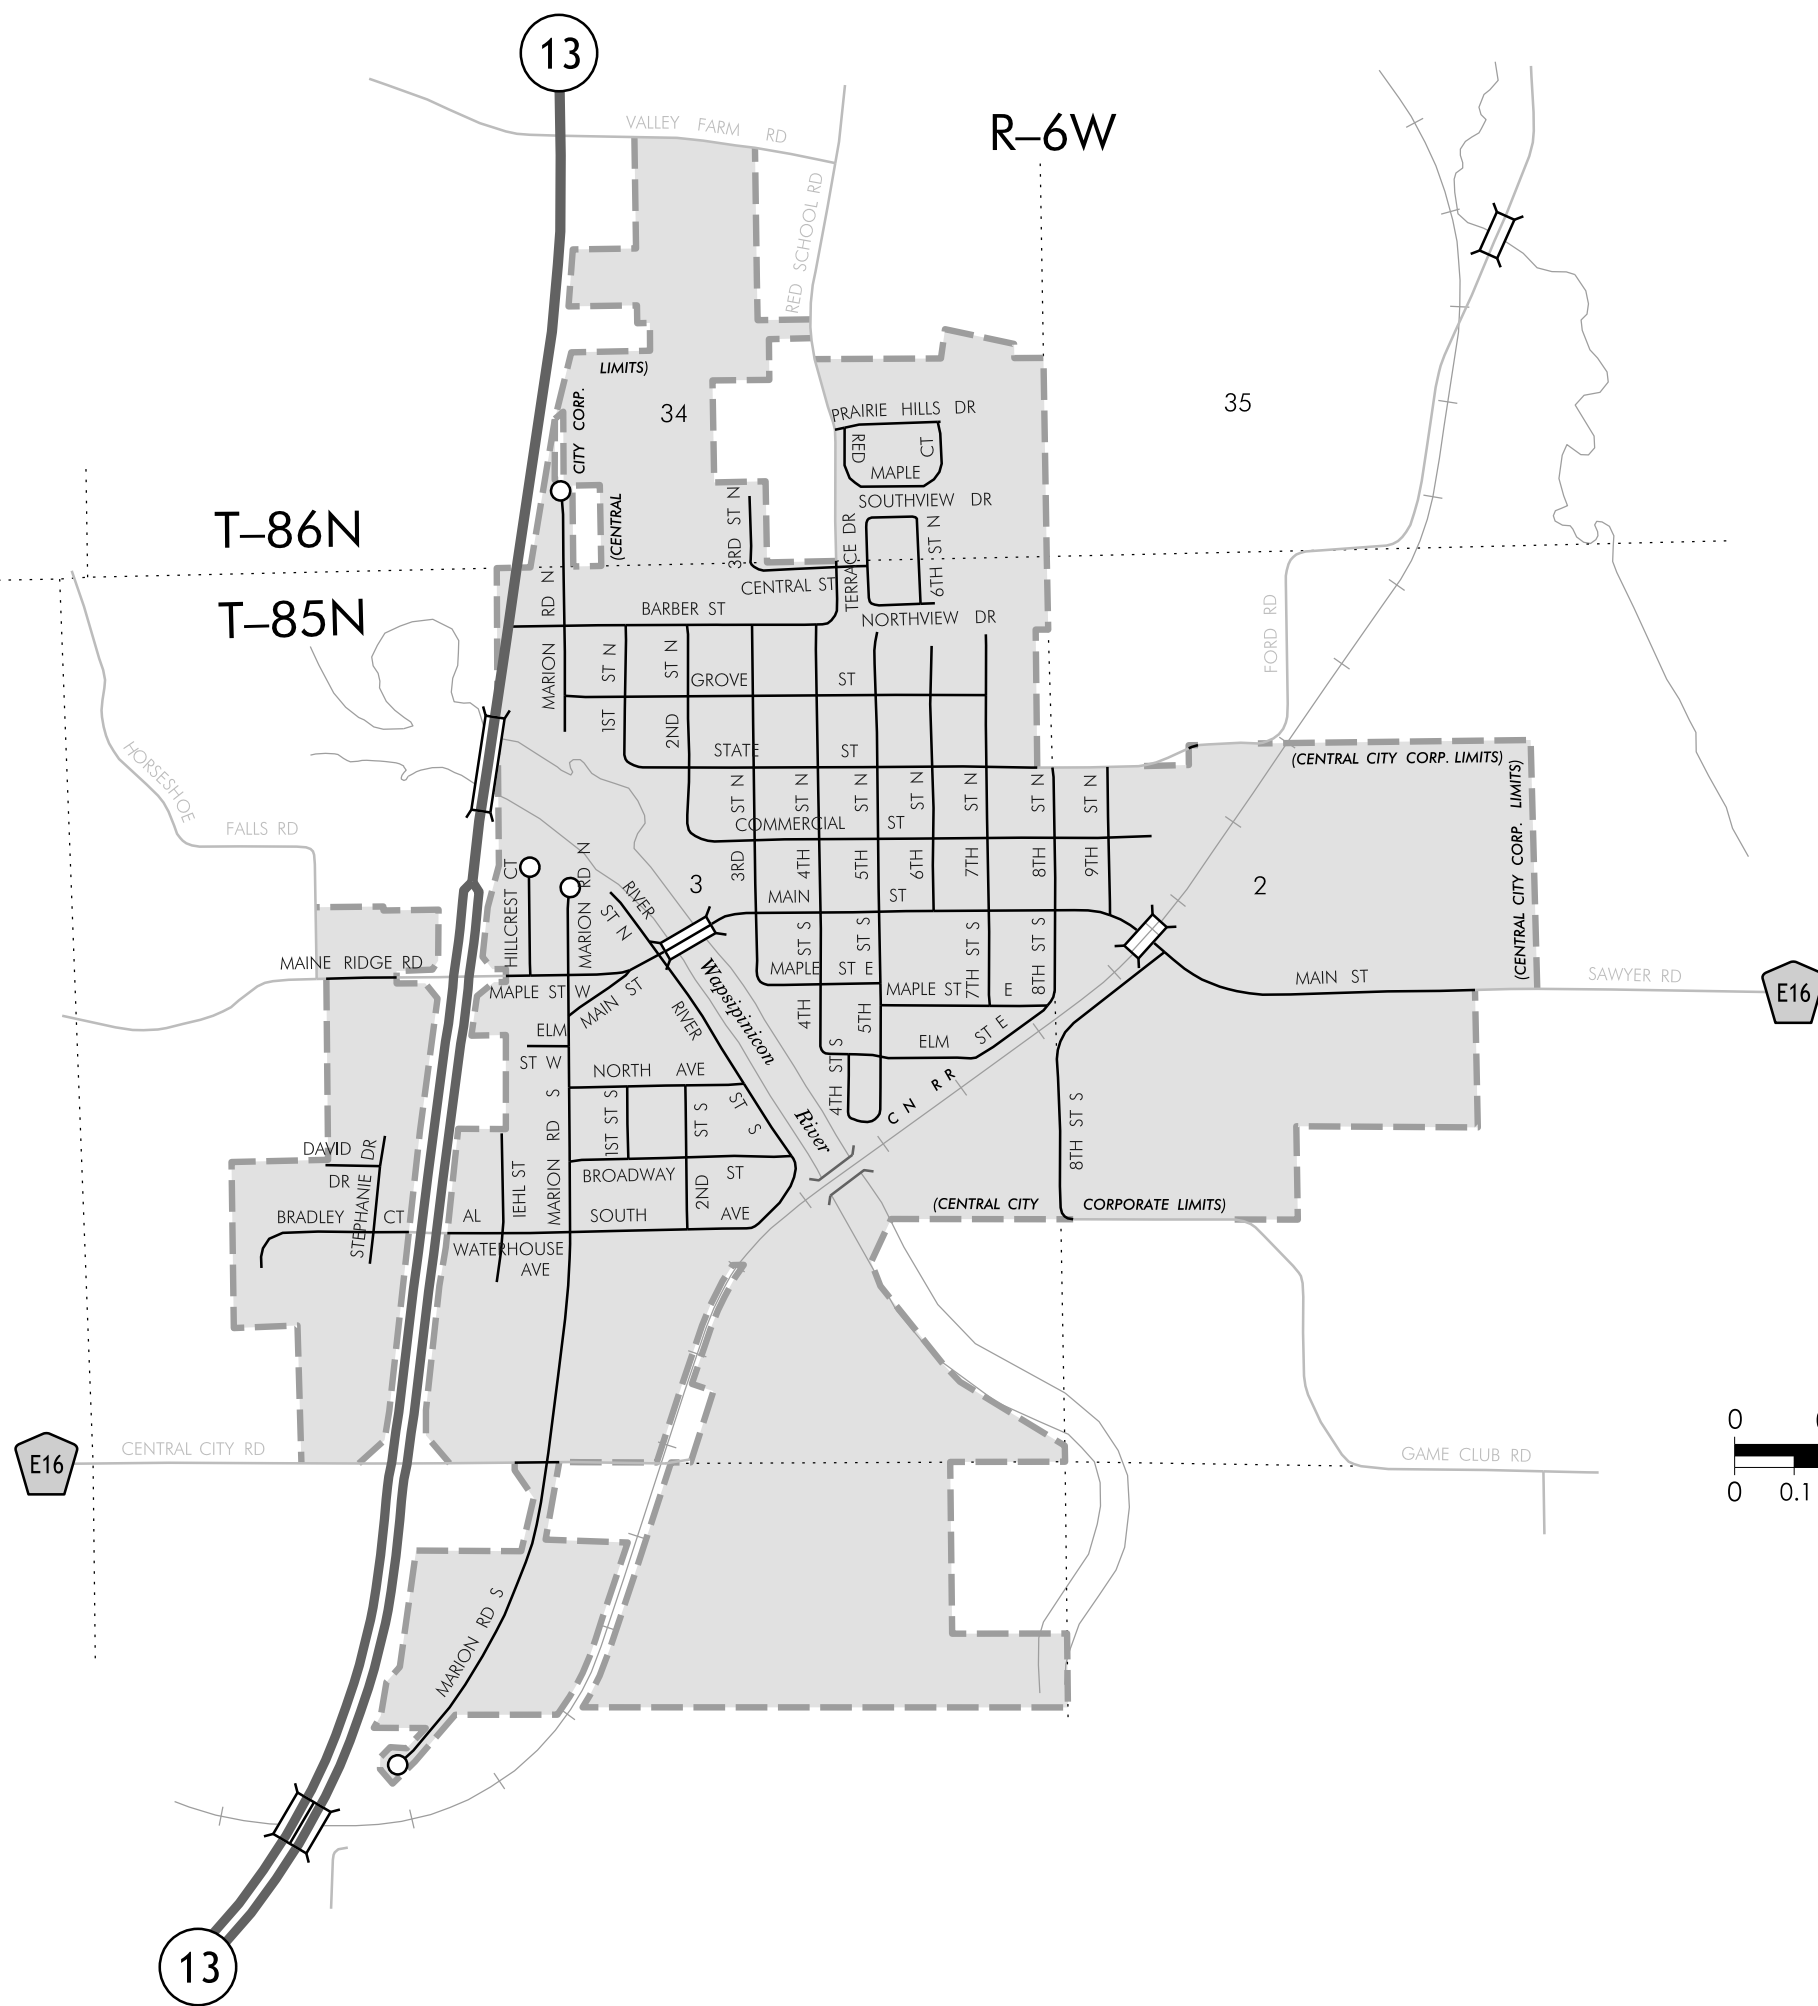 13
VALLEY FARM RD
R–6W
RED SCHOOL RD
LIMITS)
CITY CORP.
(CENTRAL
34
35
PRAIRIE HILLS DR
RED
CT
MAPLE
SOUTHVIEW DR
3RD ST N
TERRACE DR
6TH ST N
T–86N
T–85N
CENTRAL ST
BARBER ST
NORTHVIEW DR
MARION RD N
1ST ST N
2ND ST N
GROVE ST
STATE ST
FORD RD
HORSESHOE
FALLS RD
(CENTRAL CITY CORP. LIMITS)
(CENTRAL CITY CORP. LIMITS)
(CENTRAL CITY CORP. LIMITS)
3RD ST N
4TH ST N
5TH ST N
6TH ST N
7TH ST N
8TH ST N
9TH ST N
COMMERCIAL ST
3
2
MAIN ST
HILLCREST CT
MARION RD N
RIVER
ST N
4TH ST S
5TH ST S
7TH ST S
8TH ST S
MAINE RIDGE RD
MAPLE ST W
MAIN ST
MAPLE ST E
MAPLE ST E
MAIN ST
SAWYER RD
E16
Wapsipinicon
River
ELM
ST W
RIVER
ST S
ELM ST E
NORTH AVE
4TH ST S
C N R R
MARION RD S
1ST ST S
2ND ST S
8TH ST S
DAVID
DR
STEPHANIE DR
IEHL ST
BROADWAY ST
BRADLEY CT
AL
SOUTH AVE
(CENTRAL CITY CORPORATE LIMITS)
WATERHOUSE
AVE
E16
CENTRAL CITY RD
GAME CLUB RD
0
0 0.1
MARION RD S
13